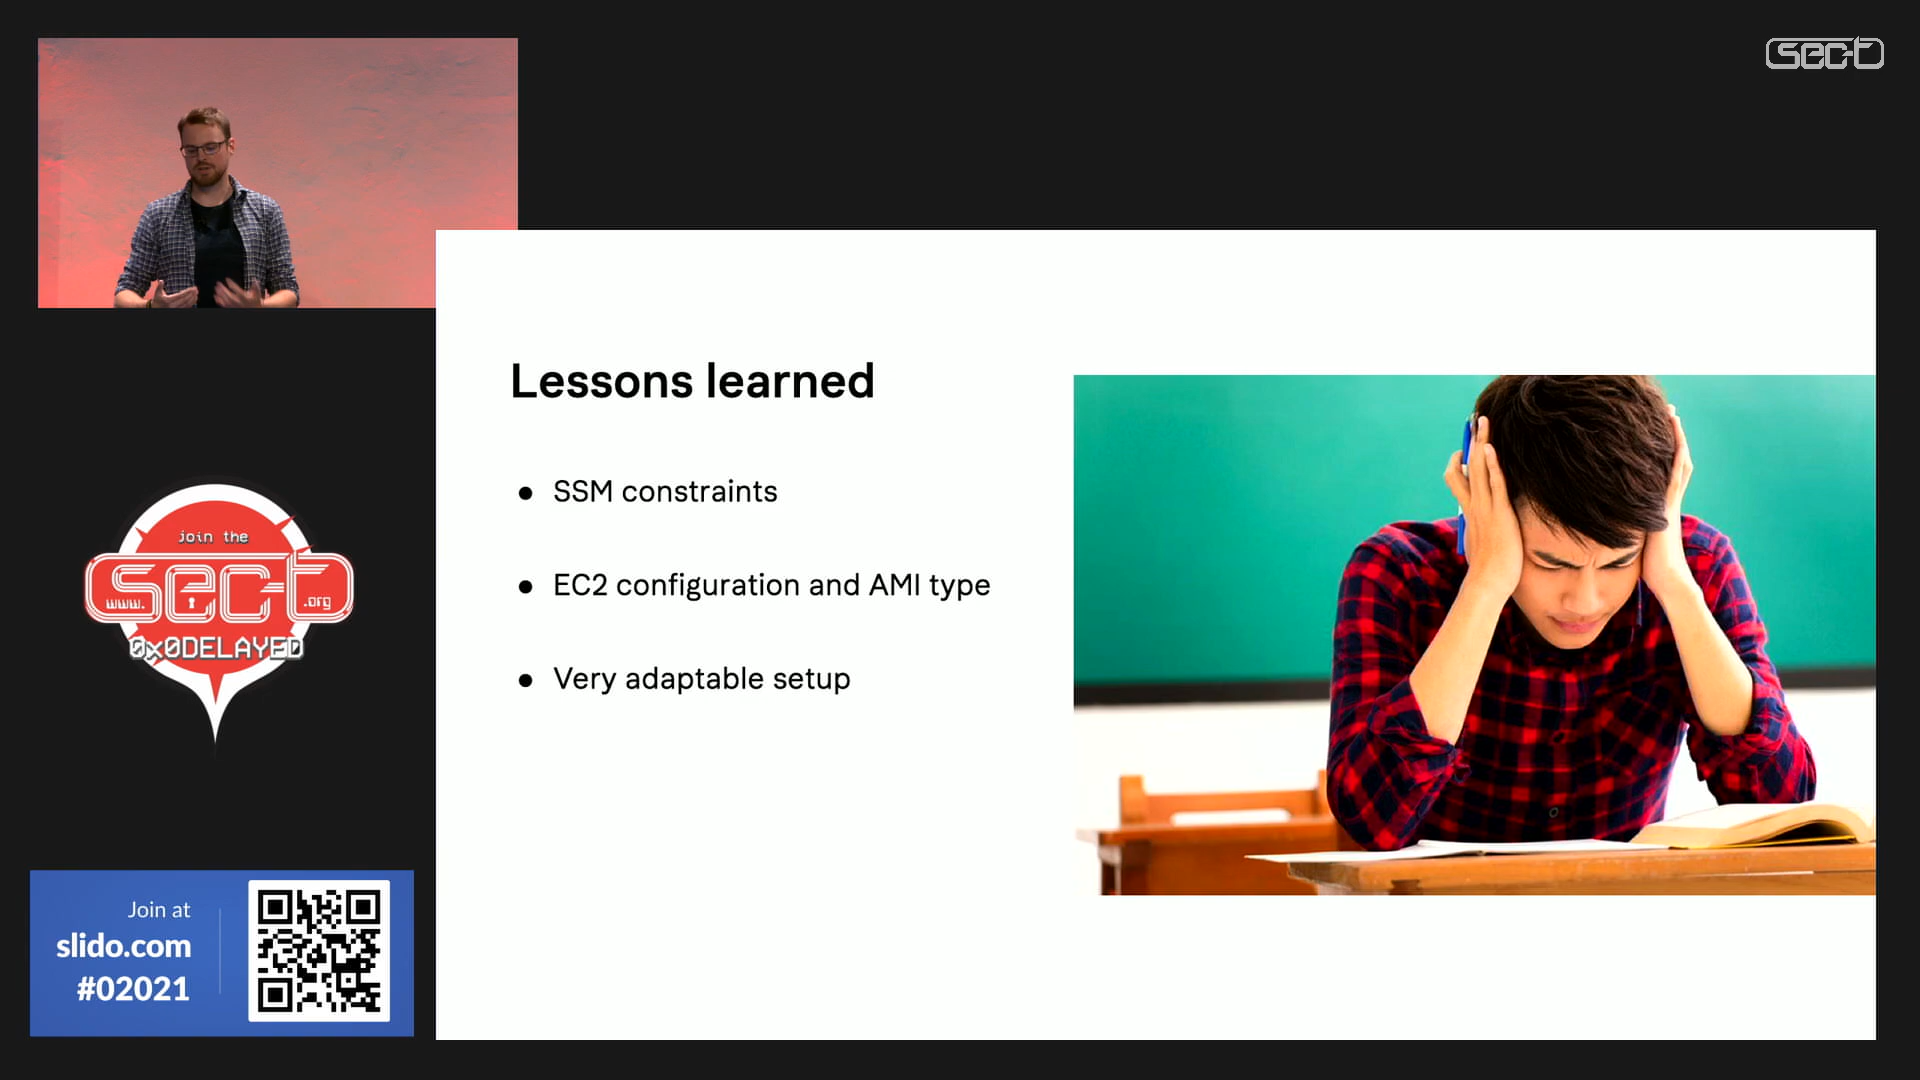 sec-t
Lessons learned
SSM constraints
EC2 configuration and AMI type
Very adaptable setup
join the
sec-t
www. .org
0x0DELAYED
Join at
slido.com
#02021